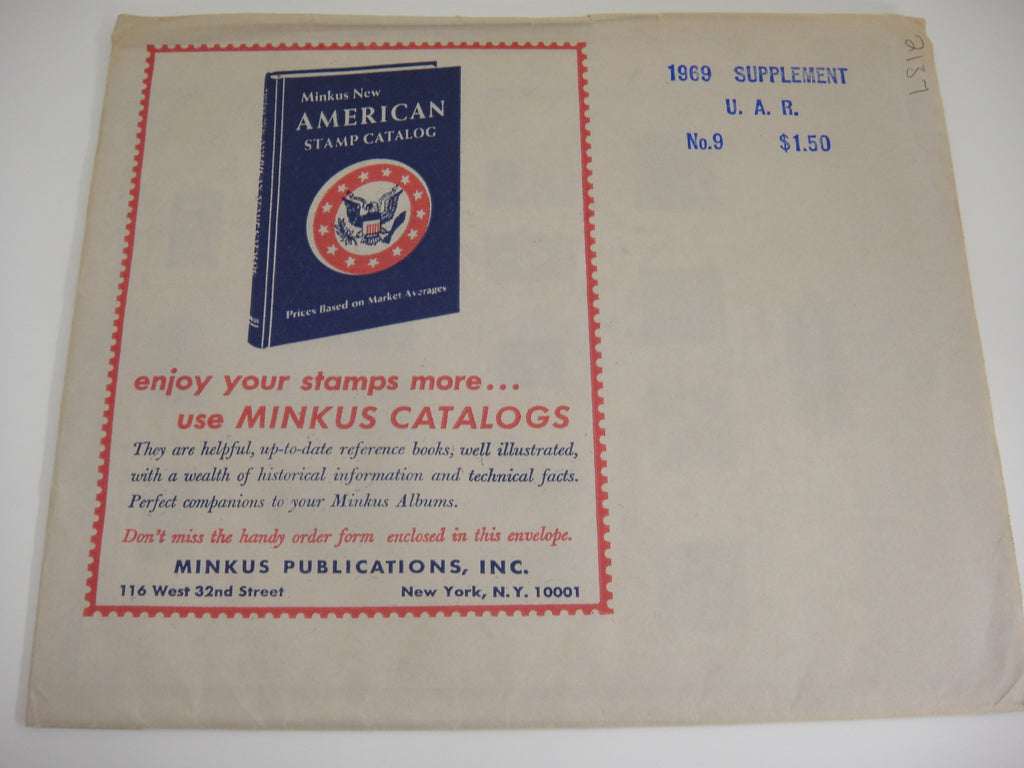 Minkus New
AMERICAN
STAMP CATALOG
Prices Based on Market Averages
enjoy your stamps more...
use MINKUS CATALOGS
They are helpful, up-to-date reference books, well illustrated,
with a wealth of historical information and technical facts.
Perfect companions to your Minkus Albums.
Don't miss the handy order form enclosed in this envelope.
MINKUS PUBLICATIONS, INC.
116 West 32nd Street New York, N.Y. 10001
1969 SUPPLEMENT
U. A. R.
No.9 $1.50
2137